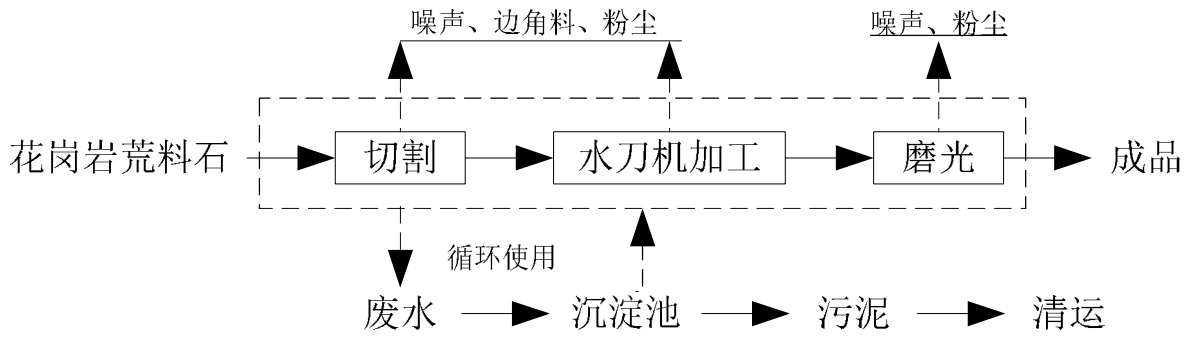 噪声、边角料、粉尘
噪声、粉尘
花岗岩荒料石
切割
水刀机加工
磨光
成品
循环使用
废水
沉淀池
污泥
清运